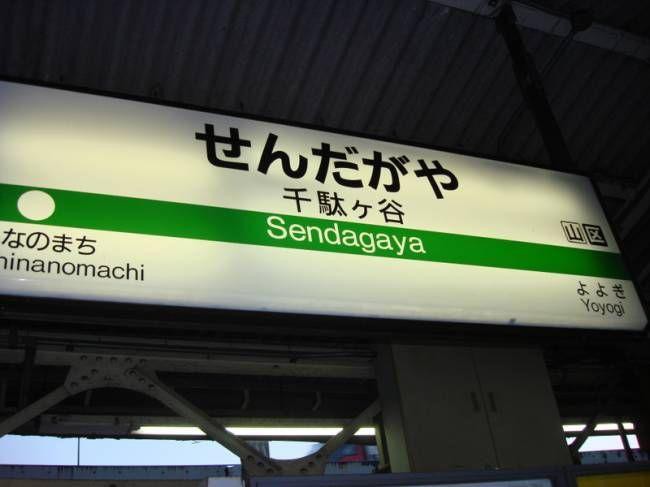 せんだがや
千駄ヶ谷
Sendagaya
山 区
なのまち
hinanomachi
よよぎ
Yoyogi